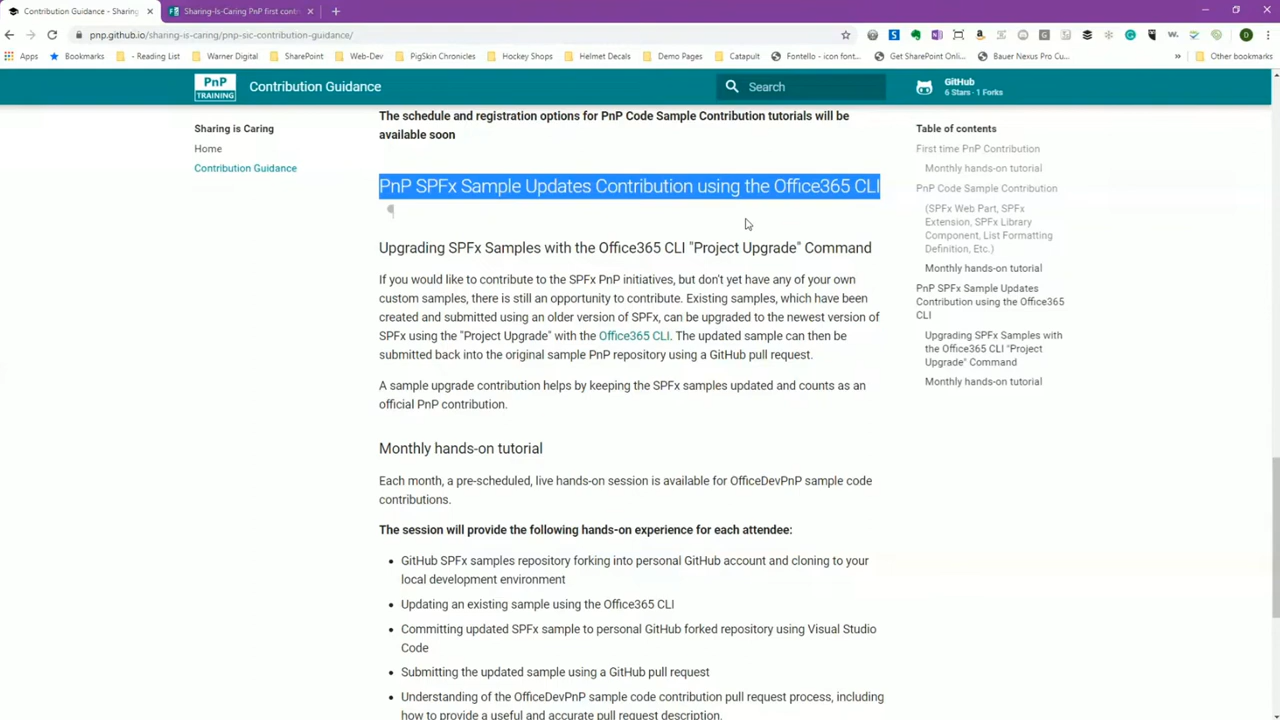 Contribution Guidance - Sharing
Sharing-Is-Caring PnP first cont
pnp.github.io/sharing-is-caring/pnp-sic-contribution-guidance/
Apps
Bookmarks
- Reading List
Warner Digital
SharePoint
Web-Dev
PigSkin Chronicles
Hockey Shops
Helmet Decals
Demo Pages
Catapult
Fontello - icon font...
Get SharePoint Onli...
Bauer Nexus Pro Cu...
Other bookmarks
PnP
TRAINING
Contribution Guidance
Search
GitHub
6 Stars · 1 Forks
Sharing is Caring
Home
Contribution Guidance
The schedule and registration options for PnP Code Sample Contribution tutorials will be
available soon
PnP SPFx Sample Updates Contribution using the Office365 CLI
¶
Upgrading SPFx Samples with the Office365 CLI "Project Upgrade" Command
If you would like to contribute to the SPFx PnP initiatives, but don't yet have any of your own
custom samples, there is still an opportunity to contribute. Existing samples, which have been
created and submitted using an older version of SPFx, can be upgraded to the newest version of
SPFx using the "Project Upgrade" with the Office365 CLI. The updated sample can then be
submitted back into the original sample PnP repository using a GitHub pull request.
A sample upgrade contribution helps by keeping the SPFx samples updated and counts as an
official PnP contribution.
Monthly hands-on tutorial
Each month, a pre-scheduled, live hands-on session is available for OfficeDevPnP sample code
contributions.
The session will provide the following hands-on experience for each attendee:
• GitHub SPFx samples repository forking into personal GitHub account and cloning to your
local development environment
• Updating an existing sample using the Office365 CLI
• Committing updated SPFx sample to personal GitHub forked repository using Visual Studio
Code
• Submitting the updated sample using a GitHub pull request
• Understanding of the OfficeDevPnP sample code contribution pull request process, including
how to provide a useful and accurate pull request description.
Table of contents
First time PnP Contribution
Monthly hands-on tutorial
PnP Code Sample Contribution
(SPFx Web Part, SPFx
Extension, SPFx Library
Component, List Formatting
Definition, Etc.)
Monthly hands-on tutorial
PnP SPFx Sample Updates
Contribution using the Office365
CLI
Upgrading SPFx Samples with
the Office365 CLI "Project
Upgrade" Command
Monthly hands-on tutorial